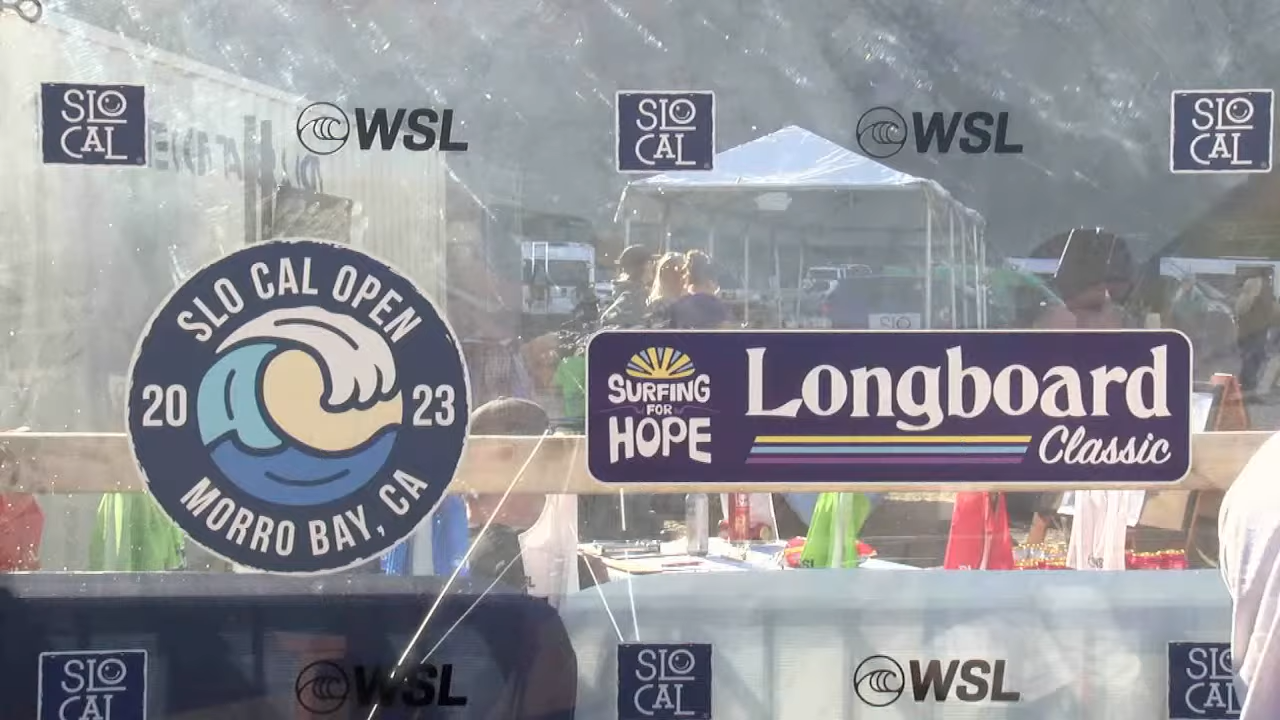 SLO
CAL
WSL
SLO
CAL
WSL
SLO
CAL
SLO CAL OPEN
20 23
MORRO BAY, CA
SURFING
FOR
HOPE
Longboard
Classic
SLO
CAL
WSL
SLO
CAL
WSL
SLO
CAL